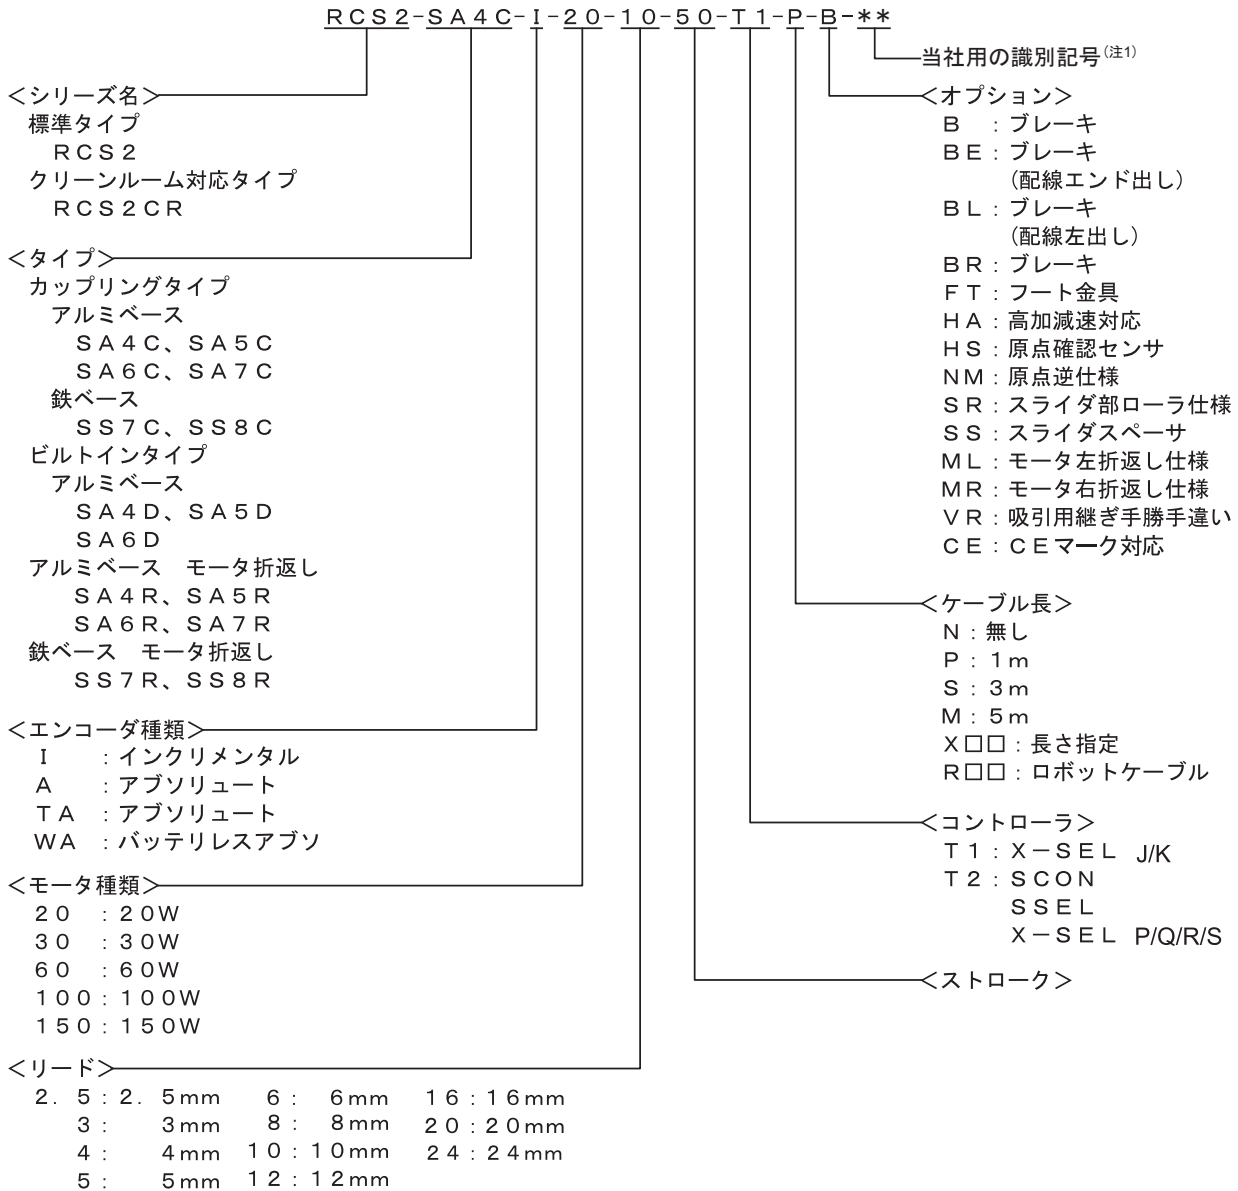 RCS2-SA4C-I-20-10-50-T1-P-B-**
当社用の識別記号(注1)
＜シリーズ名＞
標準タイプ
RCS2
クリーンルーム対応タイプ
RCS2CR
＜タイプ＞
カップリングタイプ
アルミベース
SA4C、SA5C
SA6C、SA7C
鉄ベース
SS7C、SS8C
ビルトインタイプ
アルミベース
SA4D、SA5D
SA6D
アルミベース　モータ折返し
SA4R、SA5R
SA6R、SA7R
鉄ベース　モータ折返し
SS7R、SS8R
＜エンコーダ種類＞
I：インクリメンタル
A：アブソリュート
TA：アブソリュート
WA：バッテリレスアブソ
＜モータ種類＞
20：20W
30：30W
60：60W
100：100W
150：150W
＜リード＞
2.5：2.5mm　6：6mm　16：16mm
3：3mm　8：8mm　20：20mm
4：4mm　10：10mm　24：24mm
5：5mm　12：12mm
＜オプション＞
B：ブレーキ
BE：ブレーキ
(配線エンド出し)
BL：ブレーキ
(配線左出し)
BR：ブレーキ
FT：フート金具
HA：高加減速対応
HS：原点確認センサ
NM：原点逆仕様
SR：スライダ部ローラ仕様
SS：スライダスペーサ
ML：モータ左折返し仕様
MR：モータ右折返し仕様
VR：吸引用継ぎ手勝手違い
CE：CEマーク対応
＜ケーブル長＞
N：無し
P：1m
S：3m
M：5m
X□□：長さ指定
R□□：ロボットケーブル
＜コントローラ＞
T1：X－SEL J/K
T2：SCON
SSEL
X－SEL P/Q/R/S
＜ストローク＞